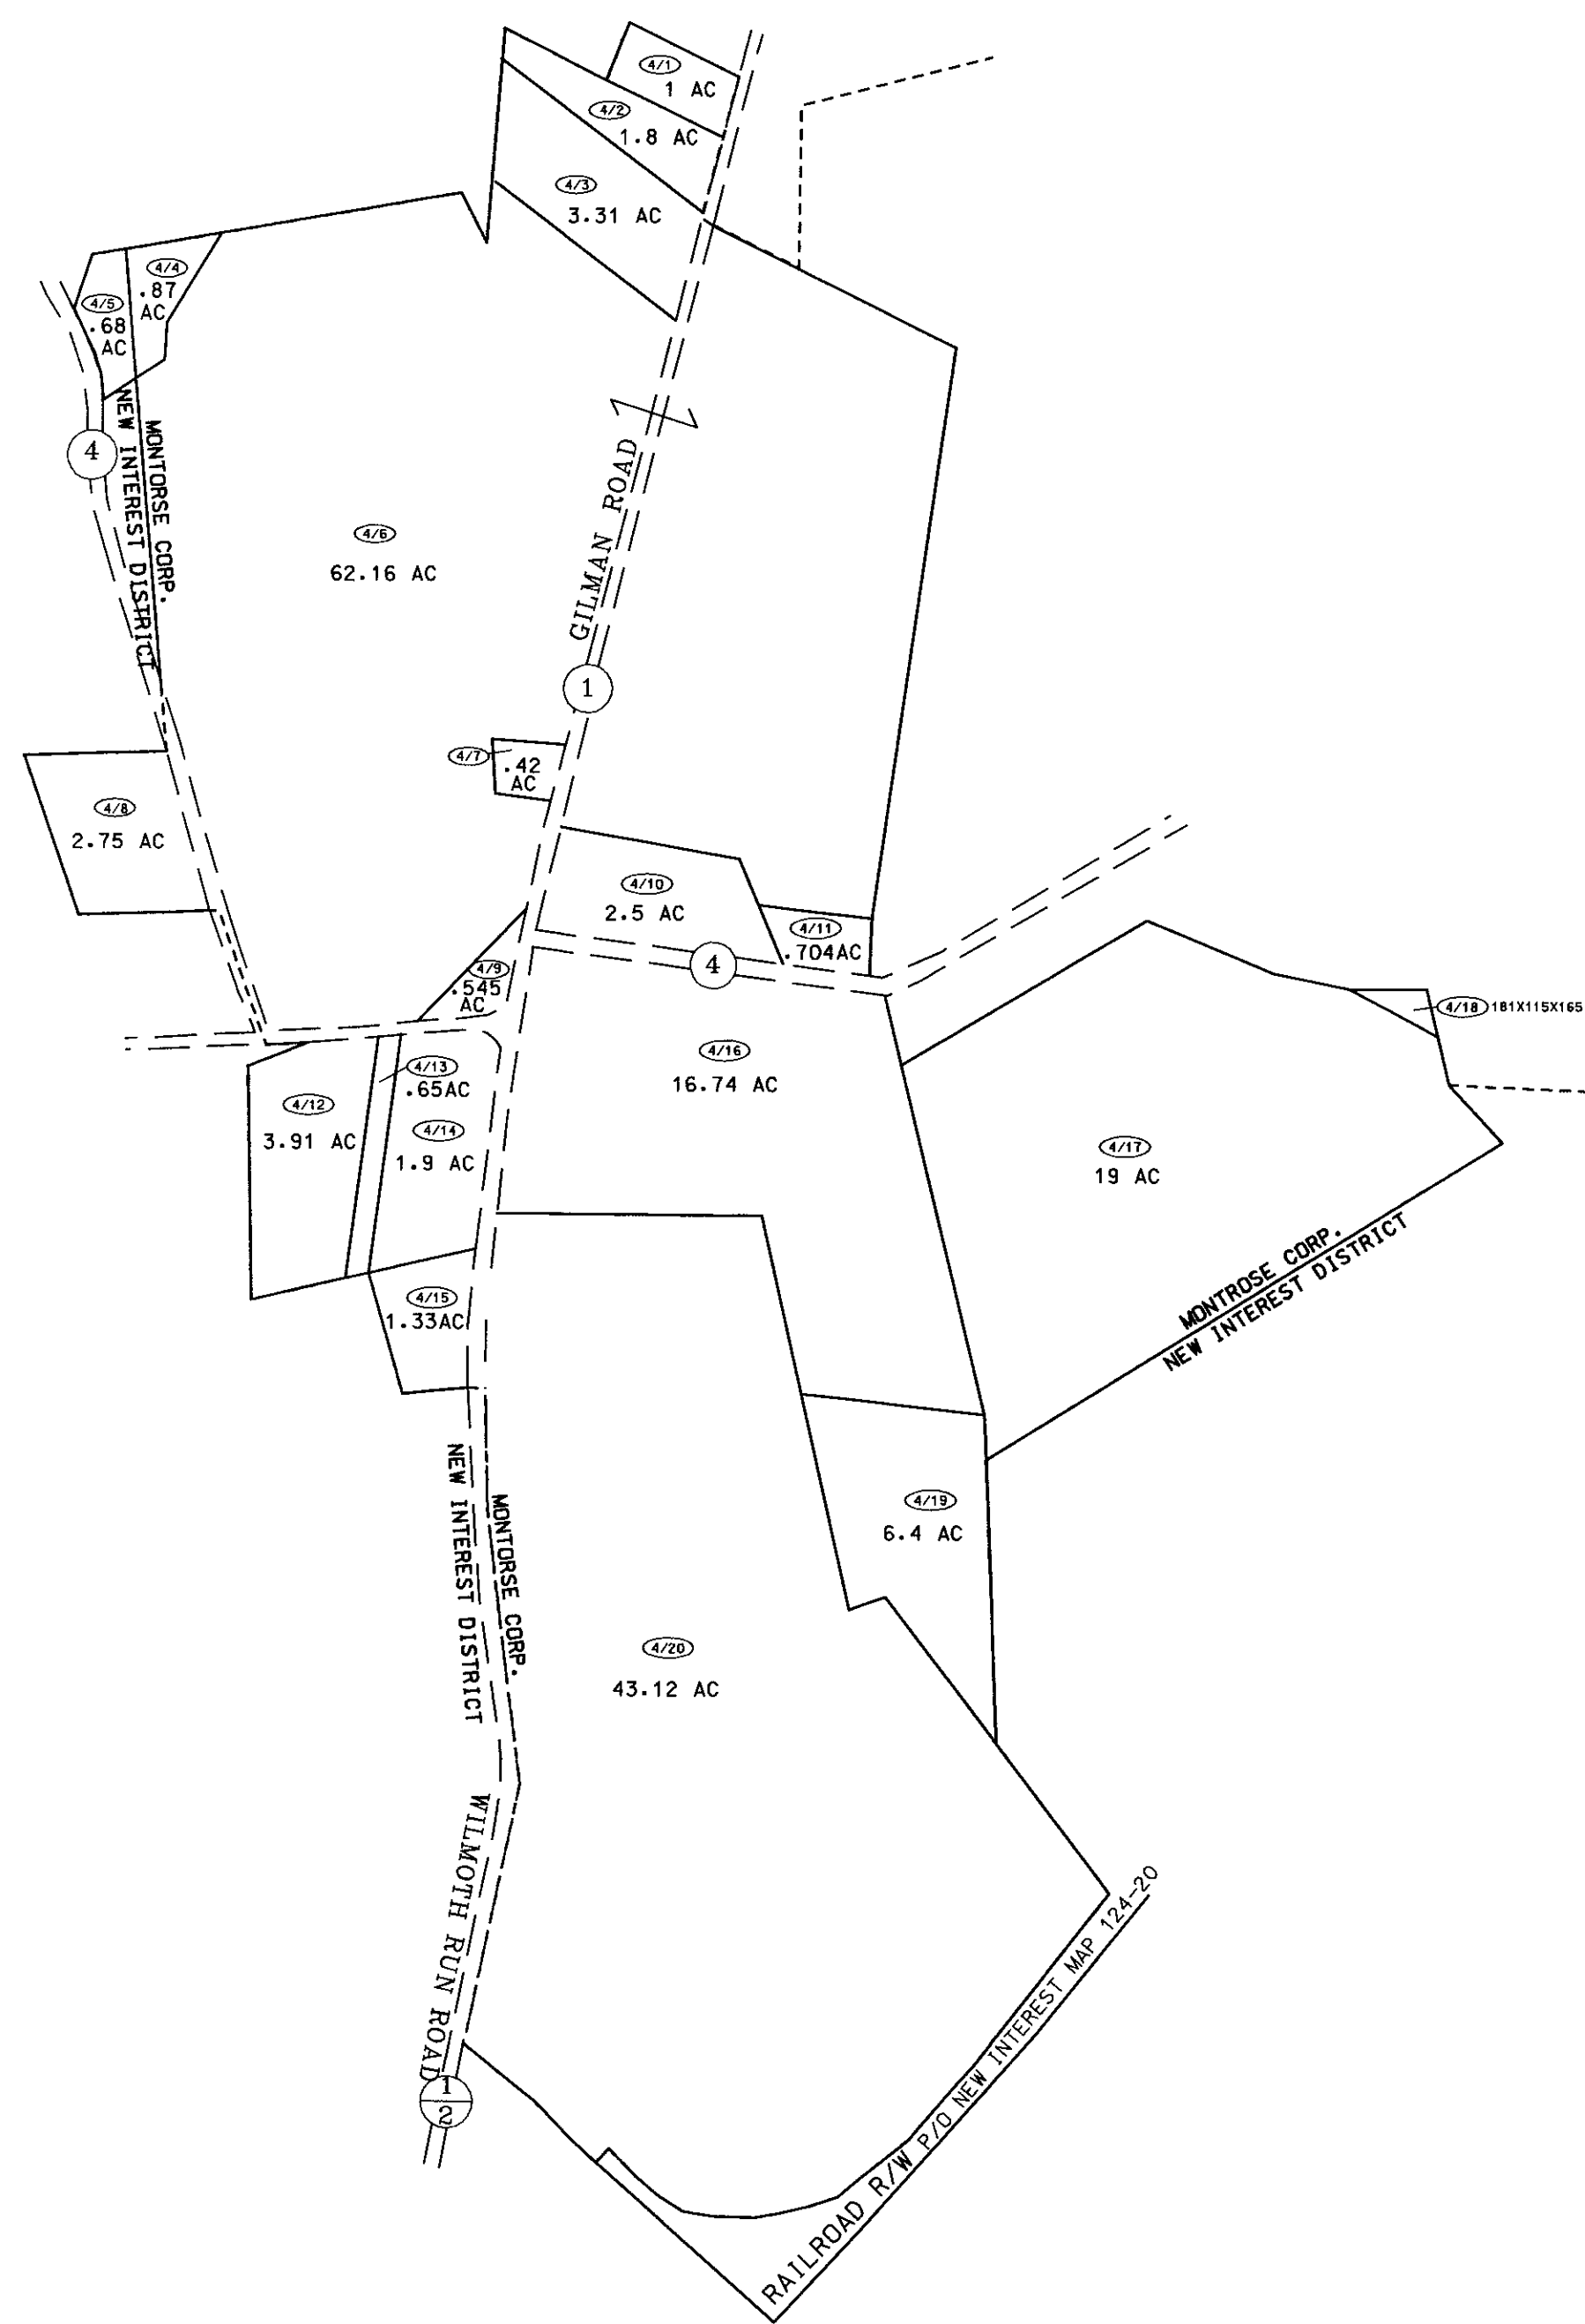 4/1
1 AC
4/2
1.8 AC
4/3
3.31 AC
4/4
.87
AC
4/5
.68
AC
4
MONTORSE CORP.
NEW INTEREST DISTRICT
GILMAN ROAD
4/6
62.16 AC
1
4/7
.42
AC
4/8
2.75 AC
4/10
2.5 AC
4/11
.704AC
4
4/9
.545
AC
4/18 181X115X165
4/16
16.74 AC
4/13
.65AC
4/12
3.91 AC
4/14
1.9 AC
4/17
19 AC
MONTROSE CORP.
NEW INTEREST DISTRICT
4/15
1.33AC
NEW INTEREST DISTRICT
MONTORSE CORP.
4/19
6.4 AC
4/20
43.12 AC
WILMOTH RUN ROAD
1
2
RAILROAD R/W P/O NEW INTEREST MAP 124-20